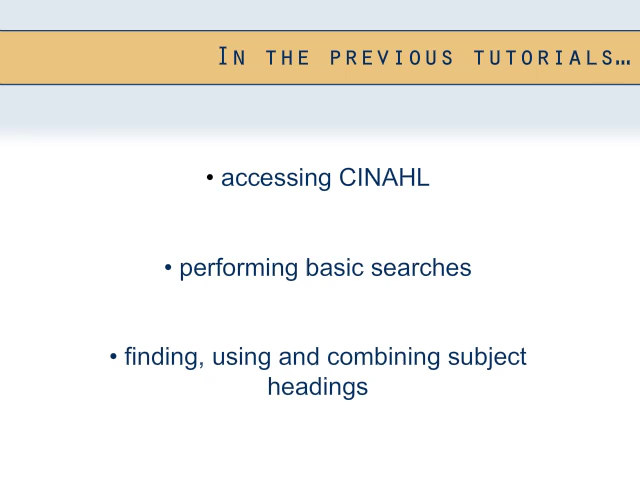 In the previous tutorials…
• accessing CINAHL
• performing basic searches
• finding, using and combining subject
headings